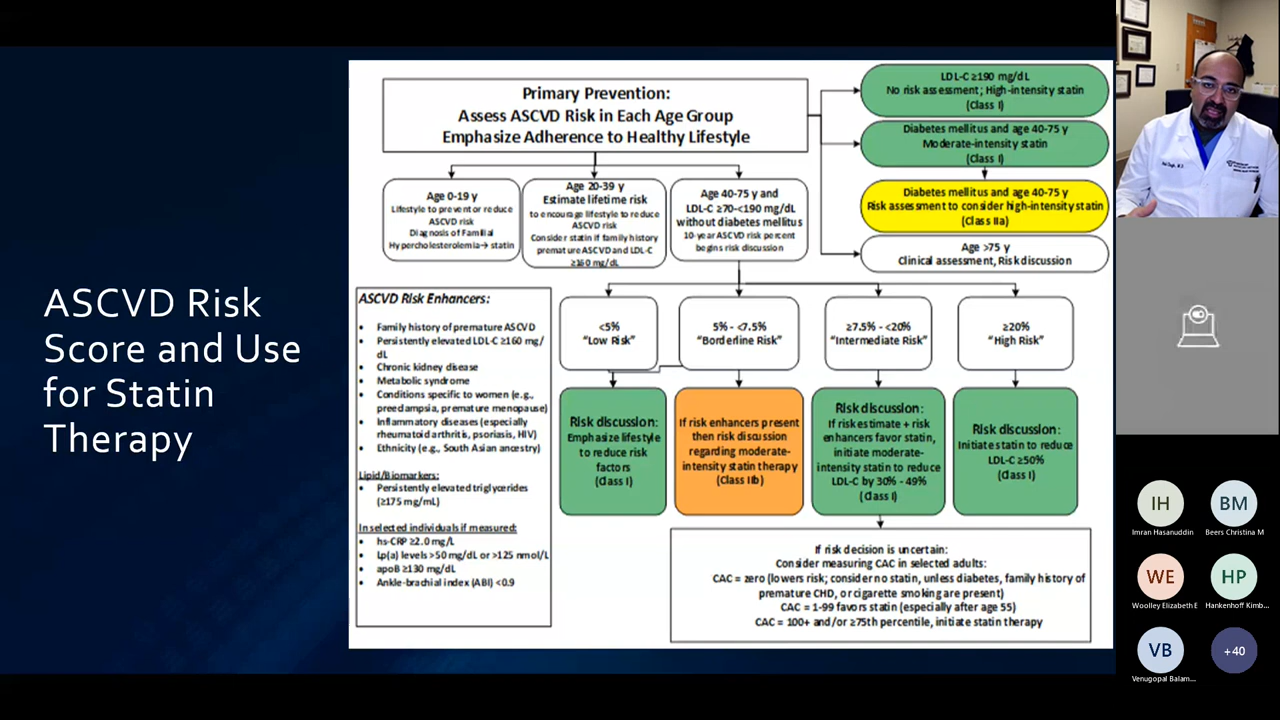 ASCVD Risk
Score and Use
for Statin
Therapy
Primary Prevention:
Assess ASCVD Risk in Each Age Group
Emphasize Adherence to Healthy Lifestyle
LDL-C ≥190 mg/dL
No risk assessment; High-intensity statin
(Class I)
Diabetes mellitus and age 40-75 y
Moderate-intensity statin
(Class I)
Diabetes mellitus and age 40-75 y
Risk assessment to consider high-intensity statin
(Class IIa)
Age >75 y
Clinical assessment, Risk discussion
Age 0-19 y
Lifestyle to prevent or reduce
ASCVD risk
Diagnosis of Familial
Hypercholesterolemia→ statin
Age 20-39 y
Estimate lifetime risk
to encourage lifestyle to reduce
ASCVD risk
Consider statin if family history
premature ASCVD and LDL-C
≥160 mg/dL
Age 40-75 y and
LDL-C ≥70-<190 mg/dL
without diabetes mellitus
10-year ASCVD risk percent
begins risk discussion
ASCVD Risk Enhancers:
• Family history of premature ASCVD
• Persistently elevated LDL-C ≥160 mg/
dL
• Chronic kidney disease
• Metabolic syndrome
• Conditions specific to women (e.g.,
preedampsia, premature menopause)
• Inflammatory diseases (especially
rheumatoid arthritis, psoriasis, HIV)
• Ethnicity (e.g., South Asian ancestry)
Lipid/Biomarkers:
• Persistently elevated triglycerides
(≥175 mg/mL)
In selected individuals if measured:
• hs-CRP ≥2.0 mg/L
• Lp(a) levels >50 mg/dL or >125 nmol/L
• apoB ≥130 mg/dL
• Ankle-brachial index (ABI) <0.9
<5%
“Low Risk”
5% - <7.5%
“Borderline Risk”
≥7.5% - <20%
“Intermediate Risk”
≥20%
“High Risk”
Risk discussion:
Emphasize lifestyle
to reduce risk
factors
(Class I)
If risk enhancers present
then risk discussion
regarding moderate-
intensity statin therapy
(Class IIb)
Risk discussion:
If risk estimate + risk
enhancers favor statin,
initiate moderate-
intensity statin to reduce
LDL-C by 30% - 49%
(Class I)
Risk discussion:
Initiate statin to reduce
LDL-C ≥50%
(Class I)
If risk decision is uncertain:
Consider measuring CAC in selected adults:
CAC = zero (lowers risk; consider no statin, unless diabetes, family history of
premature CHD, or cigarette smoking are present)
CAC = 1-99 favors statin (especially after age 55)
CAC = 100+ and/or ≥75th percentile, initiate statin therapy
IH
Imran Hasanuddin
BM
Beers Christina M
WE
Woolley Elizabeth E
HP
Hankenhoff Kimb...
VB
Venugopal Balam...
+40